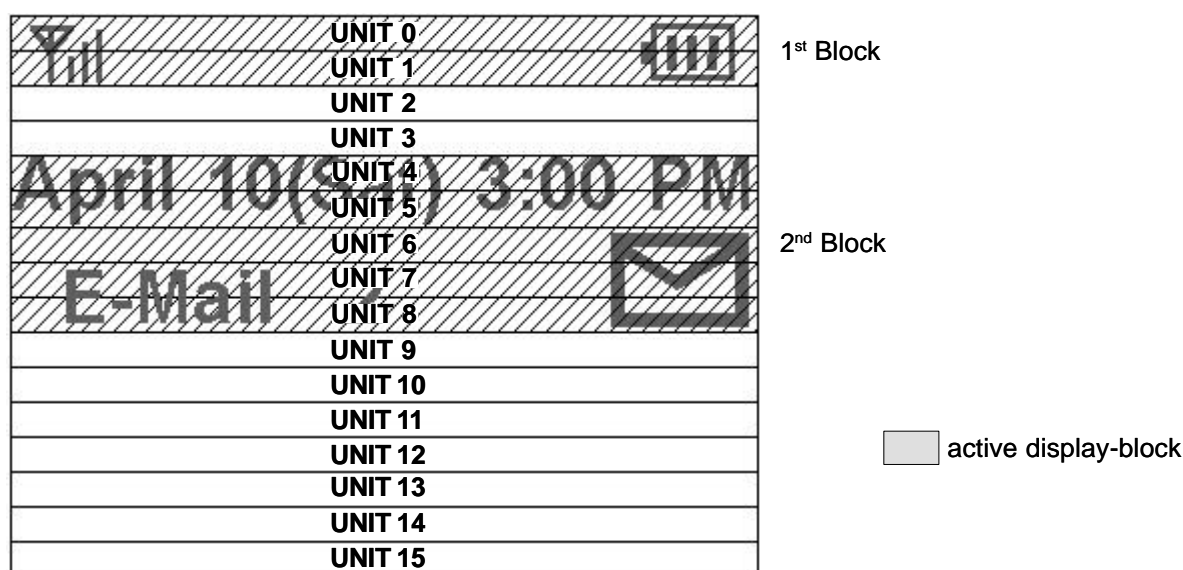 UNIT 0
1st Block
UNIT 1
UNIT 2
UNIT 3
April 10(Sat) 3:00 PM
UNIT 4
UNIT 5
UNIT 6
2nd Block
UNIT 7
E-Mail
UNIT 8
UNIT 9
UNIT 10
UNIT 11
UNIT 12
active display-block
UNIT 13
UNIT 14
UNIT 15